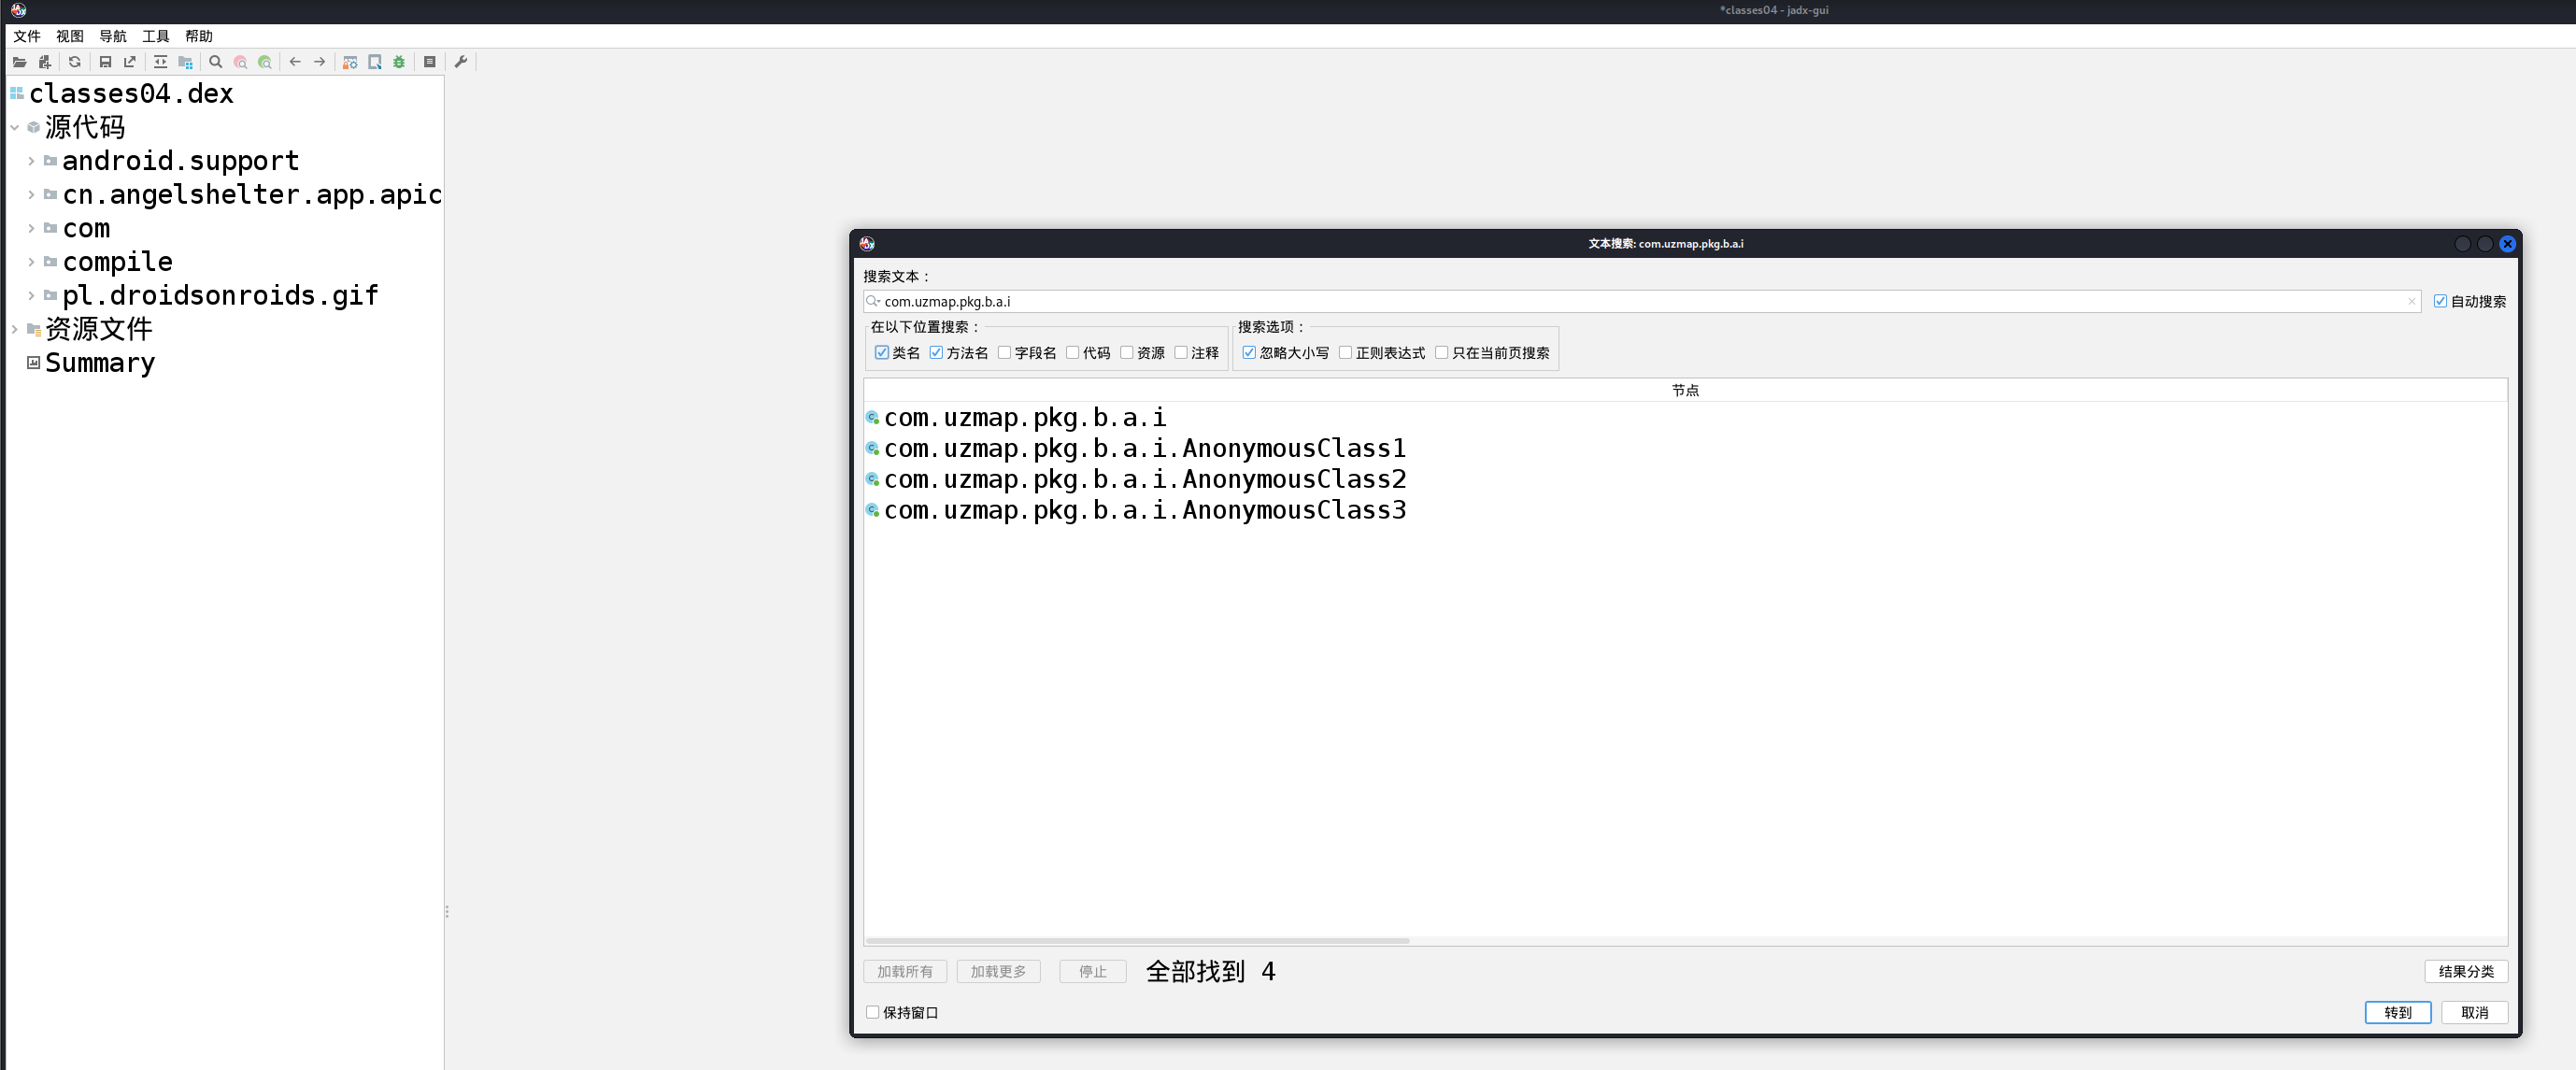 *classes04 - jadx-gui
文件 视图 导航 工具 帮助
classes04.dex
源代码
android.support
cn.angelshelter.app.apic
com
compile
pl.droidsonroids.gif
资源文件
Summary
文本搜索: com.uzmap.pkg.b.a.i
搜索文本：
com.uzmap.pkg.b.a.i
自动搜索
在以下位置搜索： 搜索选项：
类名 方法名 字段名 代码 资源 注释 忽略大小写 正则表达式 只在当前页搜索
节点
com.uzmap.pkg.b.a.i
com.uzmap.pkg.b.a.i.AnonymousClass1
com.uzmap.pkg.b.a.i.AnonymousClass2
com.uzmap.pkg.b.a.i.AnonymousClass3
加载所有 加载更多 停止 全部找到 4 结果分类
保持窗口 转到 取消